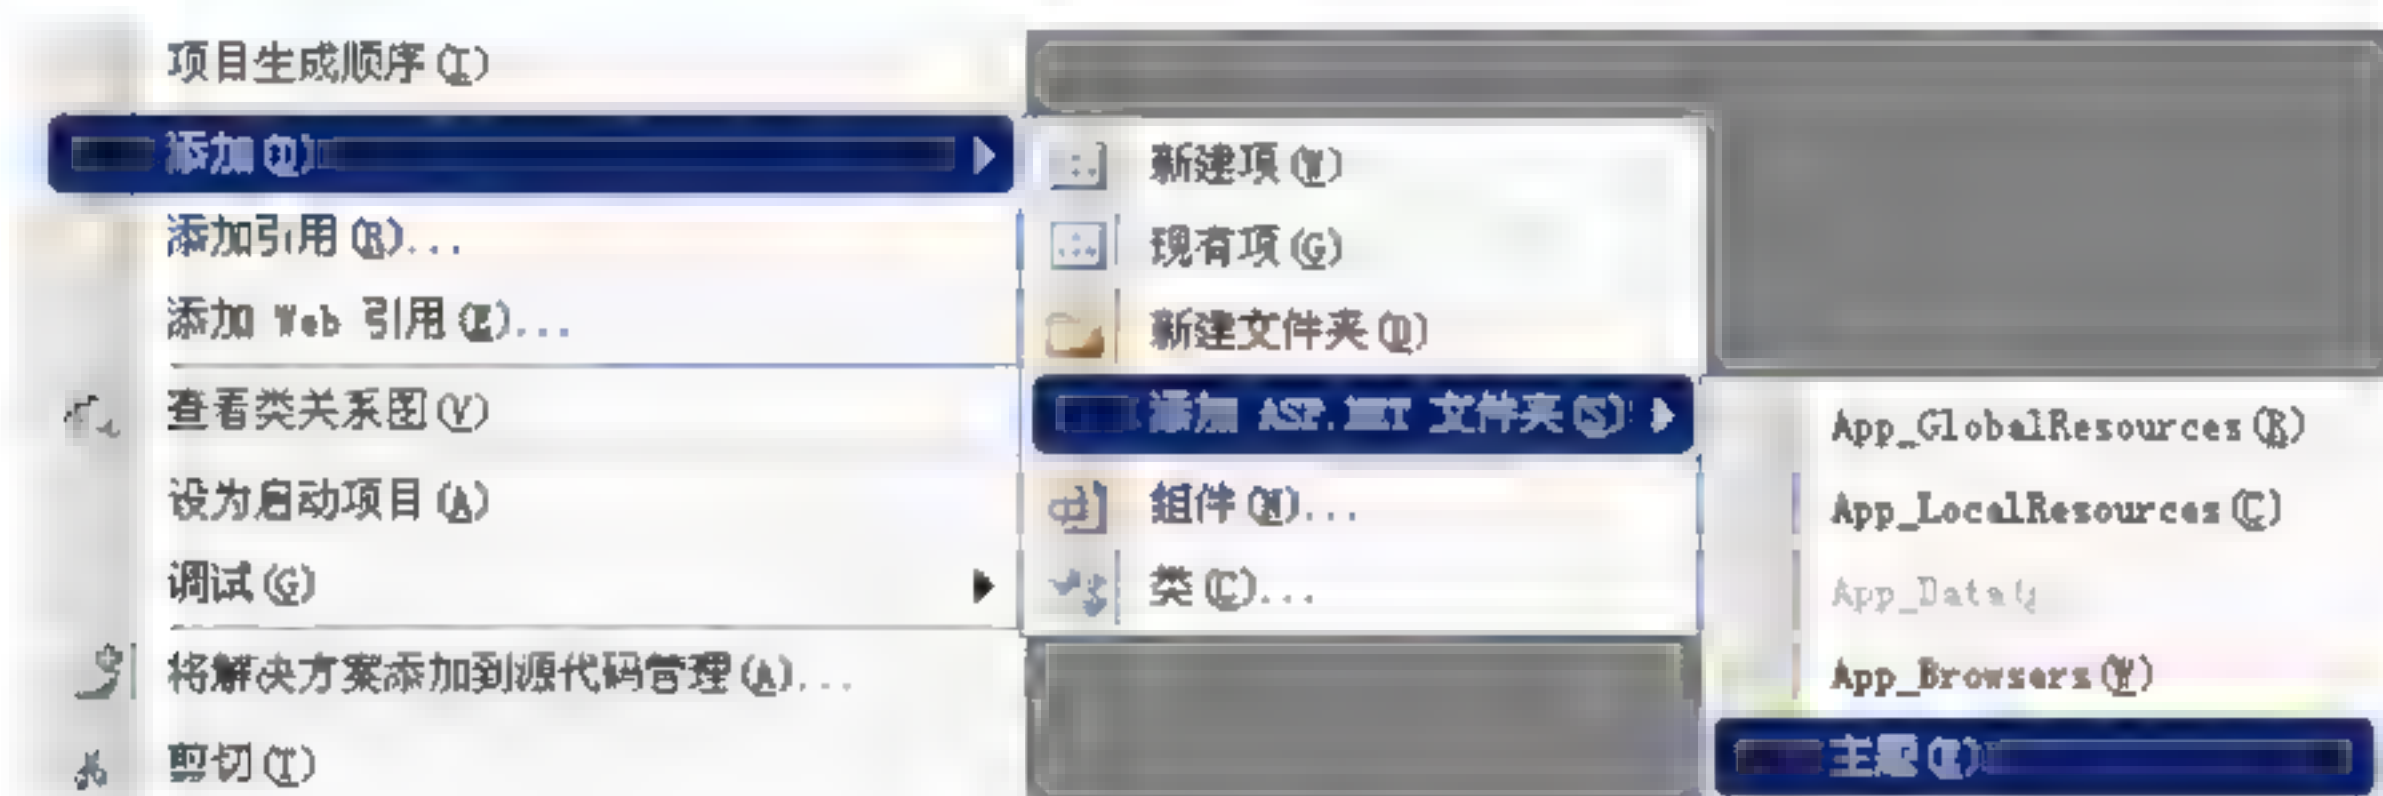 项目生成顺序(I)
添加(D)
添加引用(R)...
添加 Web 引用(E)...
查看类关系图(V)
设为启动项目(A)
调试(G)
将解决方案添加到源代码管理(A)...
剪切(T)
新建项(W)
现有项(G)
新建文件夹(D)
添加 ASP.NET 文件夹(S)
组件(N)...
类(C)...
App_GlobalResources(R)
App_LocalResources(C)
App_Data(
App_Browsers(W)
主题(E)